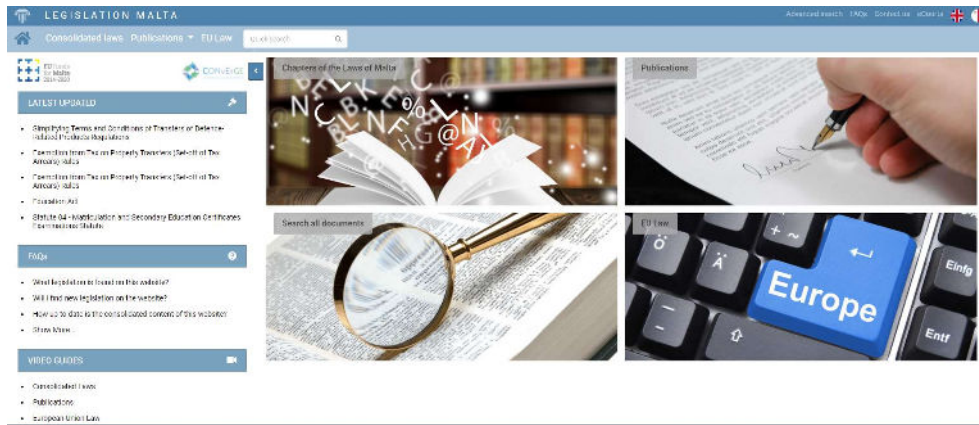 LEGISLATION MALTA
Advanced search FAQs Contact us
Consolidated laws Publications EU Law Quick search
EU Funds
for Malta
2014-2020
CONVERGE
Chapters of the Laws of Malta
Publications
LATEST UPDATED
Simplifying Terms and Conditions of Transfers of Defence-
Related Products Regulations
Exemption from Tax on Property Transfers (Set-off of Tax
Arrears) Rules
Exemption from Tax on Property Transfers (Set-off of Tax
Arrears) Rules
Education Act
Statute 04 - Matriculation and Secondary Education Certificates
Examinations Statute
Search all documents
EU Law
FAQs
What legislation is found on this website?
Will I find new legislation on the website?
How up to date is the consolidated content of this website?
Show More...
Ö
Ä
+ ~
Europe
Einfg
Entf
VIDEO GUIDES
Consolidated Laws
Publications
European Union Law